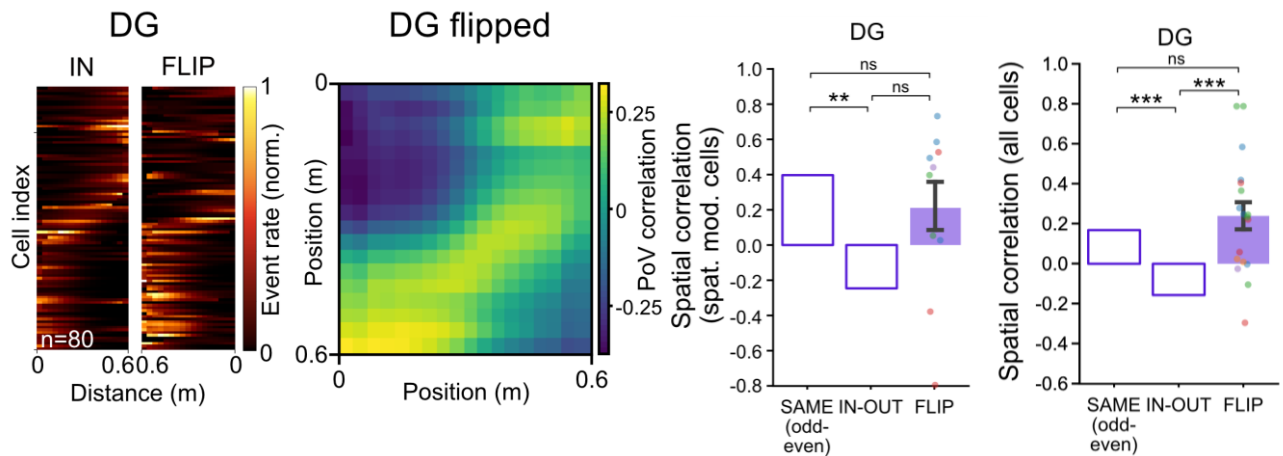 DG
IN FLIP
Cell index
n=80
0 0.6 0.6 0
Distance (m)
1
0
Event rate (norm.)
DG flipped
0
0.6
Position (m)
0 0.6
Position (m)
0.25
0
-0.25
PoV correlation
DG
ns
** ns
1.0
0.8
0.6
0.4
0.2
0.0
-0.2
-0.4
-0.6
-0.8
Spatial correlation
(spat. mod. cells)
SAME IN-OUT FLIP
(odd-
even)
DG
ns
*** ***
1.0
0.8
0.6
0.4
0.2
0.0
-0.2
-0.4
-0.6
Spatial correlation (all cells)
SAME IN-OUT FLIP
(odd-
even)